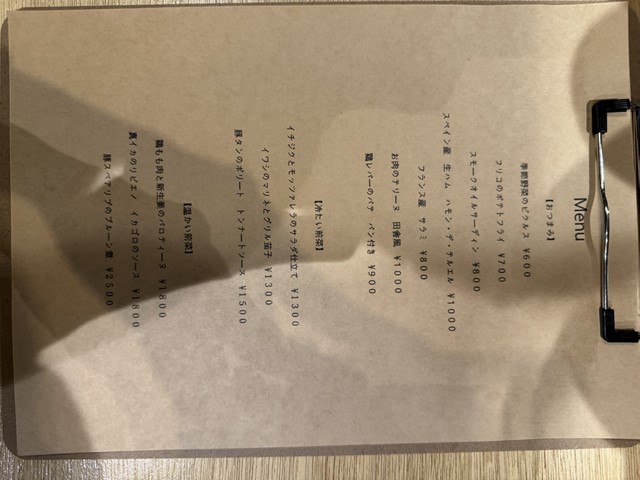 Menu
【おつまみ】
季節野菜のピクルス ¥600
フリコのポテトフライ ¥700
スモークオイルサーディン ¥800
スペイン産 生ハム ハモン・デ・テルエル ¥1000
フランス産 サラミ ¥800
お肉のテリーヌ 田舎風 ¥1000
鶏レバーのパテ パン付き ¥900
【冷たい前菜】
イチジクとモッツァレラのサラダ仕立て ¥1300
イワシのマリネとグリル茄子 ¥1300
豚タンのボリート トンナートソース ¥1500
【温かい前菜】
鶏もも肉と新生姜のバロティーヌ ¥1800
真イカのリピエノ イカゴロのソース ¥1800
豚スペアリブのプルーン煮 ¥2500